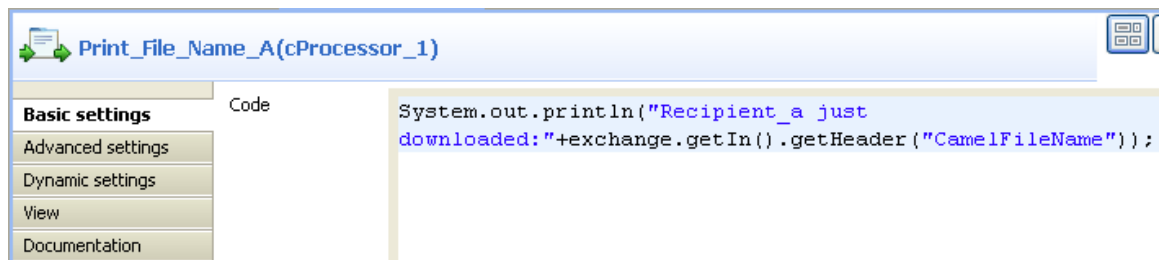 Print_File_Name_A(cProcessor_1)
Basic settings
Advanced settings
Dynamic settings
View
Documentation
Code
System.out.println("Recipient_a just
downloaded:"+exchange.getIn().getHeader("CamelFileName"));